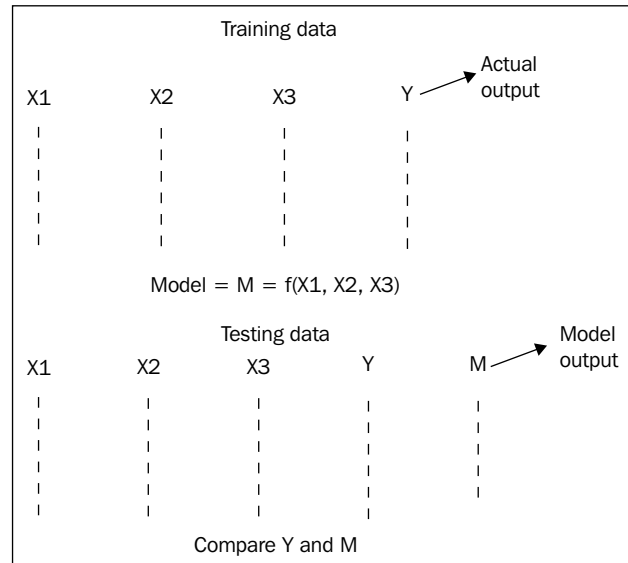 Training data
Actual
output
X1 X2 X3 Y
Model = M = f(X1, X2, X3)
Testing data
Model
output
X1 X2 X3 Y M
Compare Y and M